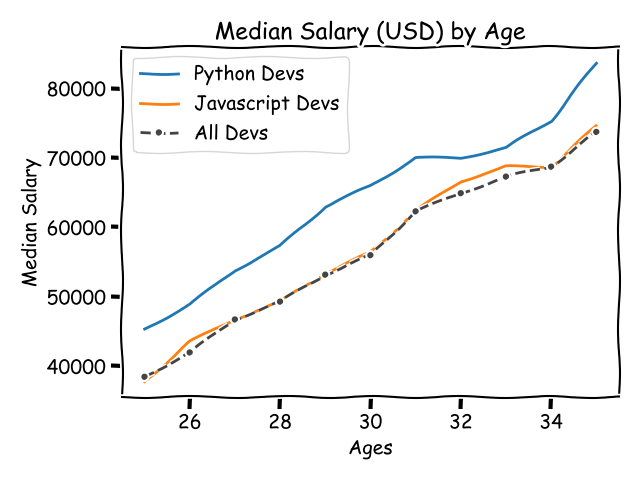 Median Salary (USD) by Age
Python Devs
Javascript Devs
All Devs
Median Salary
80000
70000
60000
50000
40000
26 28 30 32 34
Ages